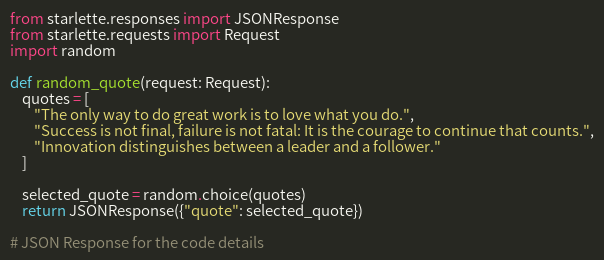 from starlette.responses import JSONResponse
from starlette.requests import Request
import random

def random_quote(request: Request):
    quotes = [
        "The only way to do great work is to love what you do.",
        "Success is not final, failure is not fatal: It is the courage to continue that counts.",
        "Innovation distinguishes between a leader and a follower."
    ]

    selected_quote = random.choice(quotes)
    return JSONResponse({"quote": selected_quote})

# JSON Response for the code details